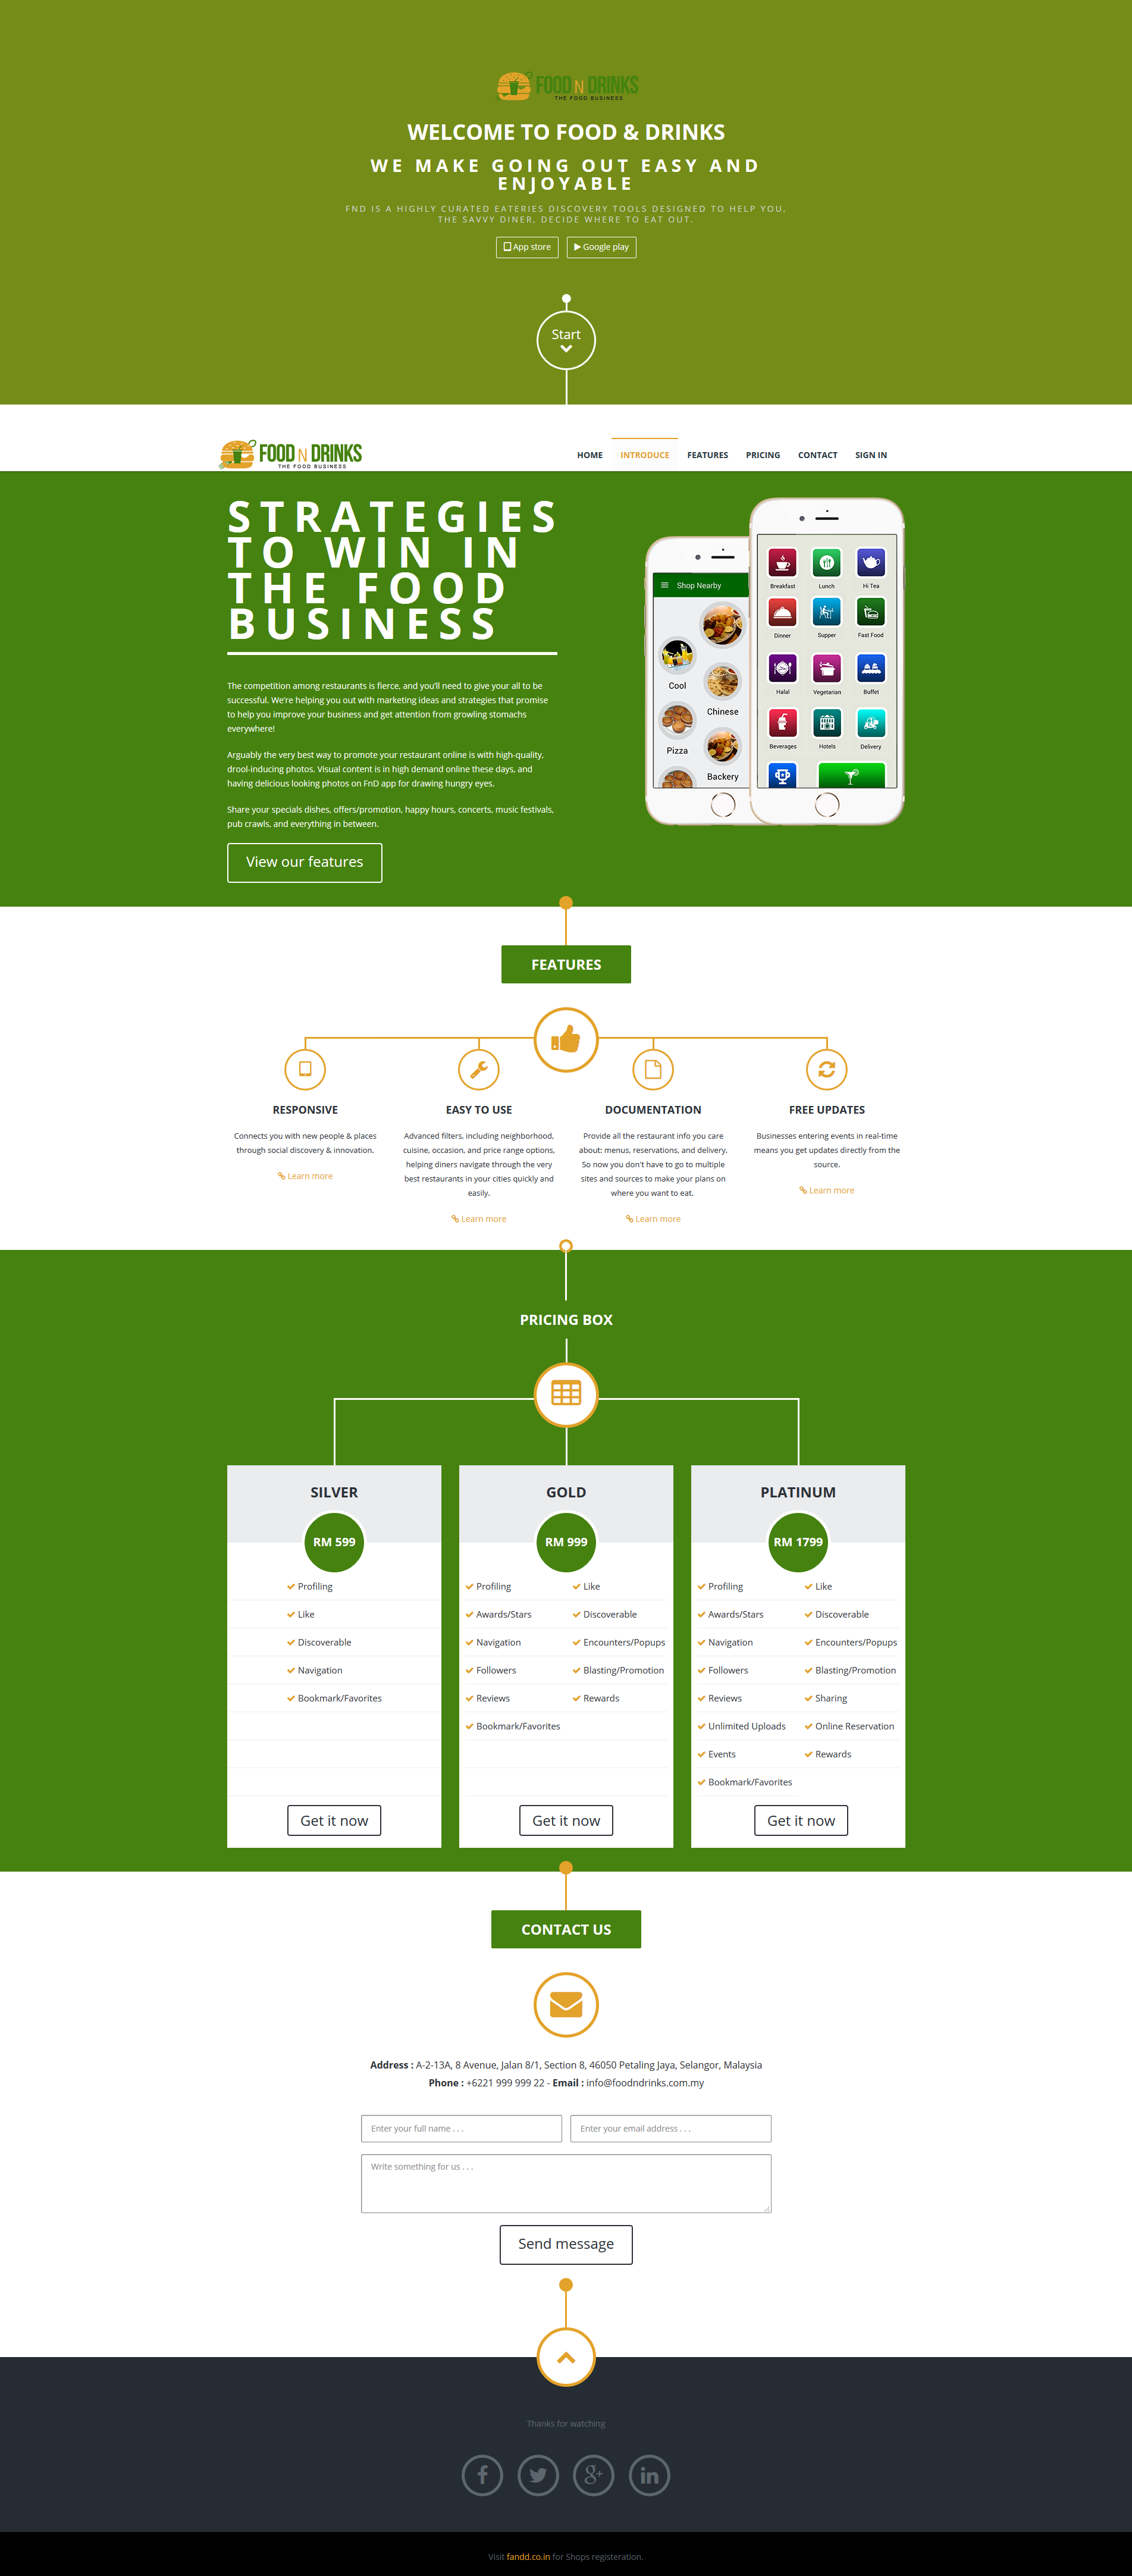 FOOD N DRINKS
THE FOOD BUSINESS
WELCOME TO FOOD & DRINKS
WE MAKE GOING OUT EASY AND
ENJOYABLE
FND IS A HIGHLY CURATED EATERIES DISCOVERY TOOLS DESIGNED TO HELP YOU,
THE SAVVY DINER, DECIDE WHERE TO EAT OUT.
App store Google play
Start
FOOD N DRINKS
THE FOOD BUSINESS
HOME INTRODUCE FEATURES PRICING CONTACT SIGN IN
STRATEGIES
TO WIN IN
THE FOOD
BUSINESS
The competition among restaurants is fierce, and you'll need to give your all to be
successful. We're helping you out with marketing ideas and strategies that promise
to help you improve your business and get attention from growling stomachs
everywhere!
Arguably the very best way to promote your restaurant online is with high-quality,
drool-inducing photos. Visual content is in high demand online these days, and
having delicious looking photos on FnD app for drawing hungry eyes.
Share your specials dishes, offers/promotion, happy hours, concerts, music festivals,
pub crawls, and everything in between.
View our features
Shop Nearby
Cool
Chinese
Pizza
Backery
Breakfast Lunch Hi Tea
Dinner Supper Fast Food
Halal Vegetarian Buffet
Beverages Hotels Delivery
FEATURES
RESPONSIVE
Connects you with new people & places
through social discovery & innovation.
Learn more
EASY TO USE
Advanced filters, including neighborhood,
cuisine, occasion, and price range options,
helping diners navigate through the very
best restaurants in your cities quickly and
easily.
Learn more
DOCUMENTATION
Provide all the restaurant info you care
about: menus, reservations, and delivery.
So now you don't have to go to multiple
sites and sources to make your plans on
where you want to eat.
Learn more
FREE UPDATES
Businesses entering events in real-time
means you get updates directly from the
source.
Learn more
PRICING BOX
SILVER
RM 599
Profiling
Like
Discoverable
Navigation
Bookmark/Favorites
Get it now
GOLD
RM 999
Profiling Like
Awards/Stars Discoverable
Navigation Encounters/Popups
Followers Blasting/Promotion
Reviews Rewards
Bookmark/Favorites
Get it now
PLATINUM
RM 1799
Profiling Like
Awards/Stars Discoverable
Navigation Encounters/Popups
Followers Blasting/Promotion
Reviews Sharing
Unlimited Uploads Online Reservation
Events Rewards
Bookmark/Favorites
Get it now
CONTACT US
Address : A-2-13A, 8 Avenue, Jalan 8/1, Section 8, 46050 Petaling Jaya, Selangor, Malaysia
Phone : +6221 999 999 22 - Email : info@foodndrinks.com.my
Enter your full name . . . Enter your email address . . .
Write something for us . . .
Send message
Thanks for watching
Visit fandd.co.in for Shops registeration.